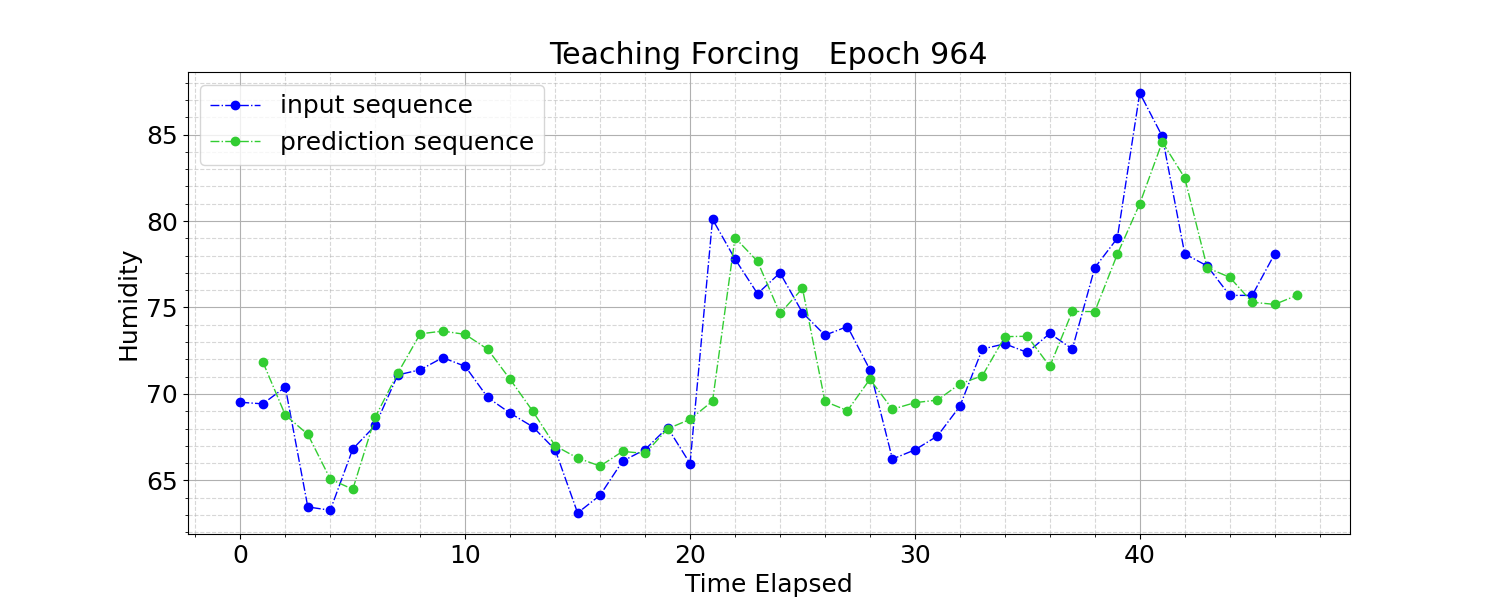 Teaching Forcing   Epoch 964
input sequence
prediction sequence
85
80
75
70
65
Humidity
0 10 20 30 40
Time Elapsed